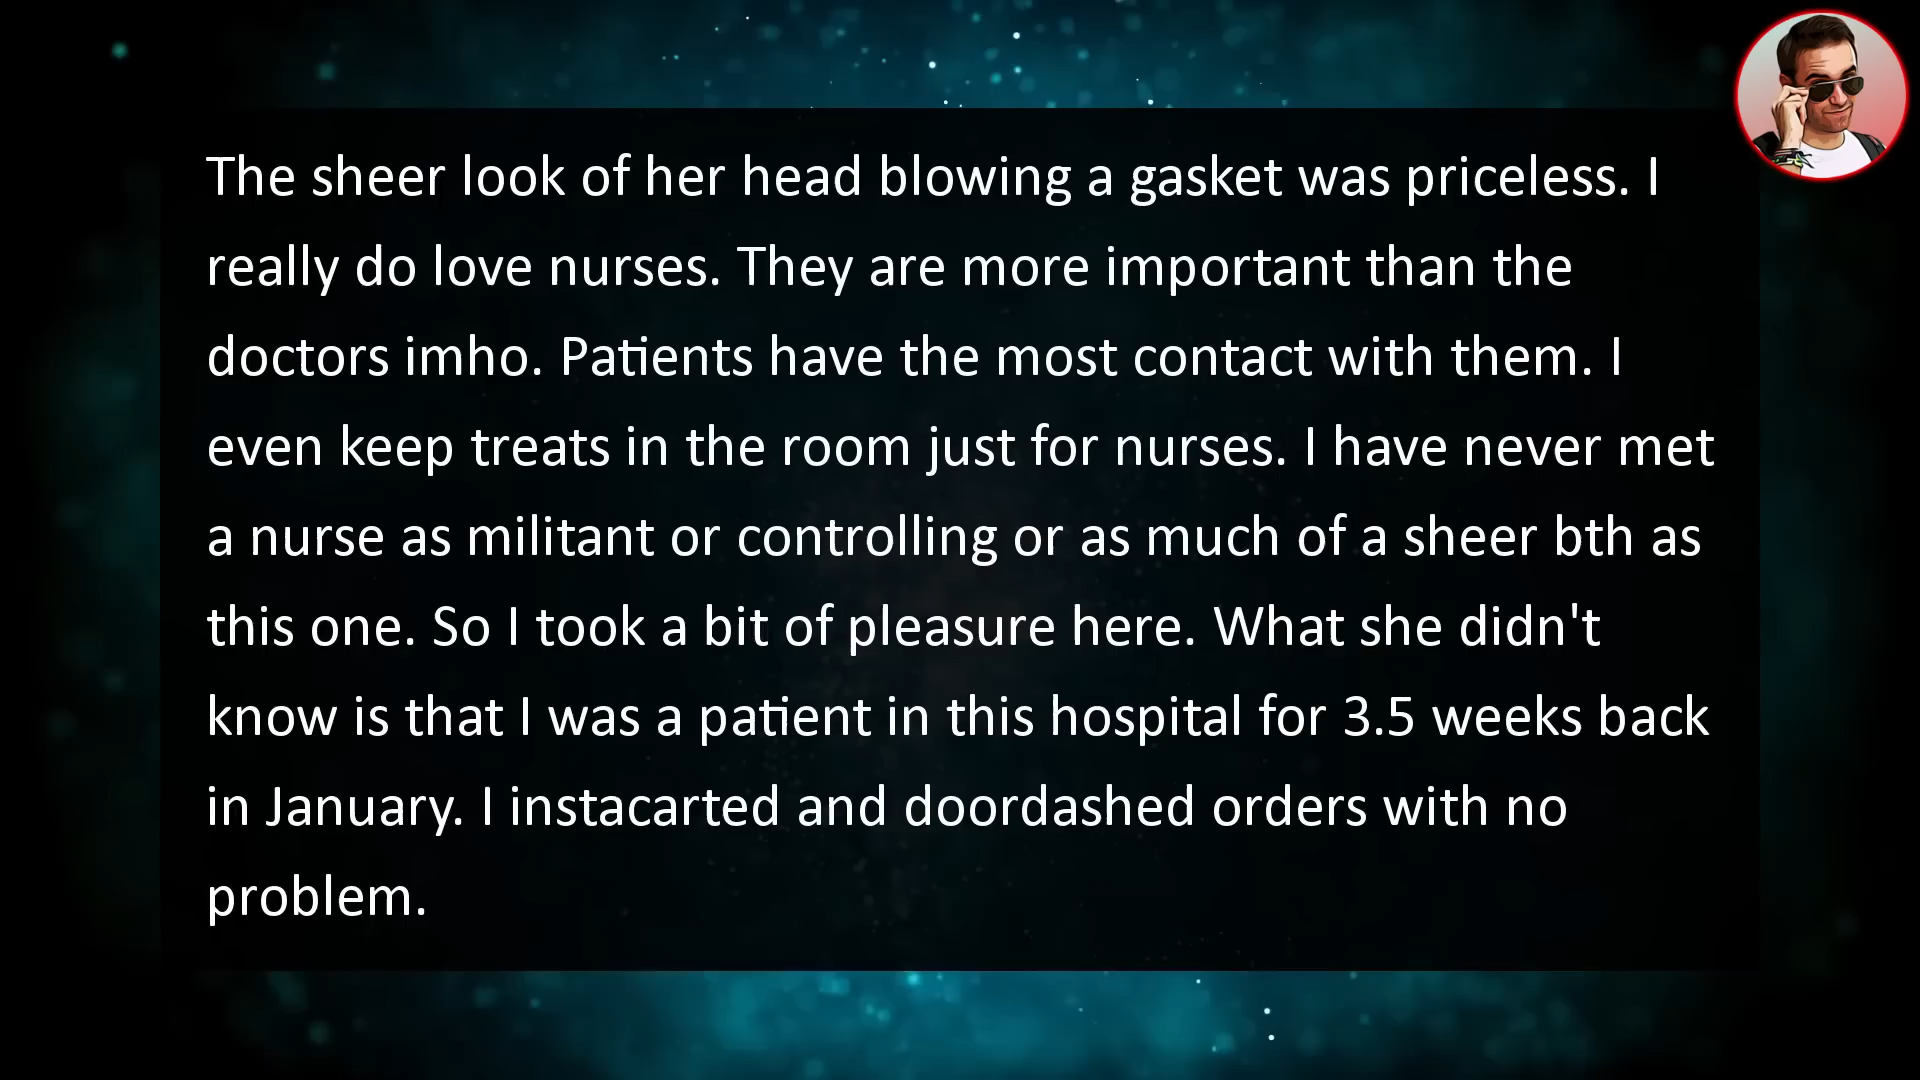 The sheer look of her head blowing a gasket was priceless. I
really do love nurses. They are more important than the
doctors imho. Patients have the most contact with them. I
even keep treats in the room just for nurses. I have never met
a nurse as militant or controlling or as much of a sheer bth as
this one. So I took a bit of pleasure here. What she didn't
know is that I was a patient in this hospital for 3.5 weeks back
in January. I instacarted and doordashed orders with no
problem.